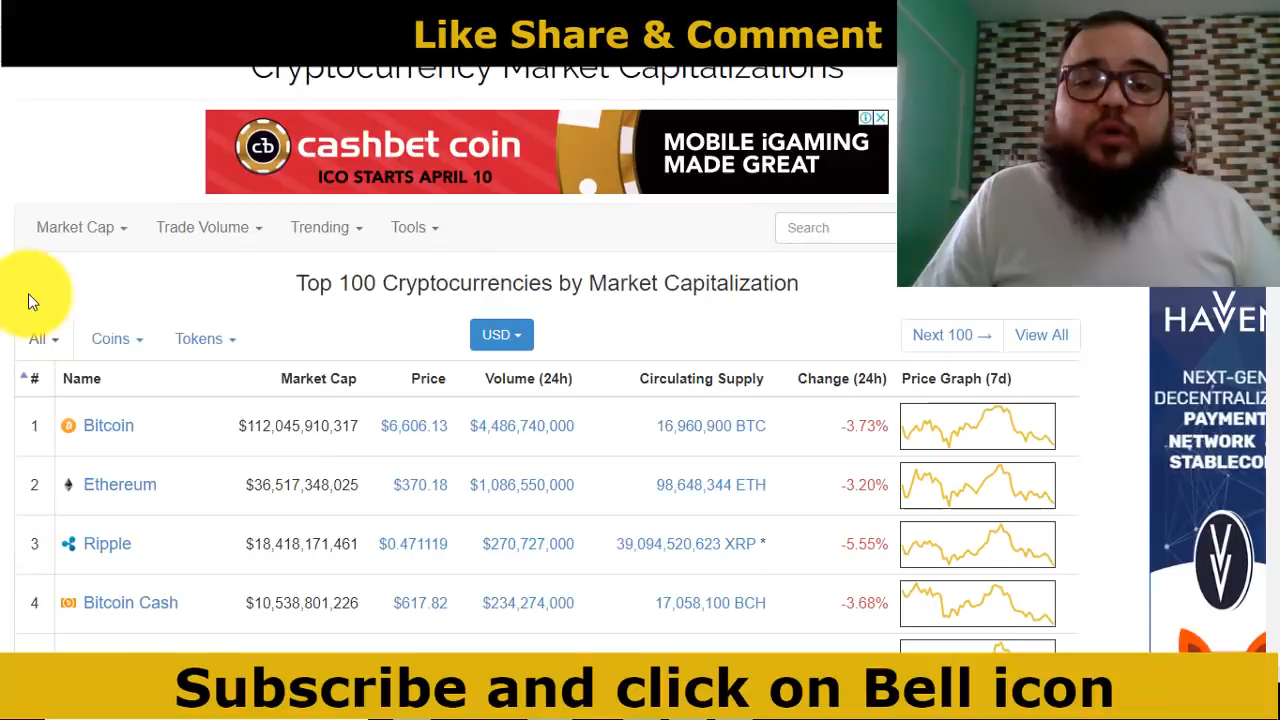 Like Share & Comment
Cryptocurrency Market Capitalizations
cb cashbet coin
ICO STARTS APRIL 10
MOBILE iGAMING
MADE GREAT
Market Cap Trade Volume Trending Tools Search
Top 100 Cryptocurrencies by Market Capitalization
All Coins Tokens USD Next 100 → View All
# Name Market Cap Price Volume (24h) Circulating Supply Change (24h) Price Graph (7d)
1 Bitcoin $112,045,910,317 $6,606.13 $4,486,740,000 16,960,900 BTC -3.73%
2 Ethereum $36,517,348,025 $370.18 $1,086,550,000 98,648,344 ETH -3.20%
3 Ripple $18,418,171,461 $0.471119 $270,727,000 39,094,520,623 XRP * -5.55%
4 Bitcoin Cash $10,538,801,226 $617.82 $234,274,000 17,058,100 BCH -3.68%
HAVEN
NEXT-GEN
DECENTRALIZ
PAYMENT
NETWORK
STABLECO
Subscribe and click on Bell icon